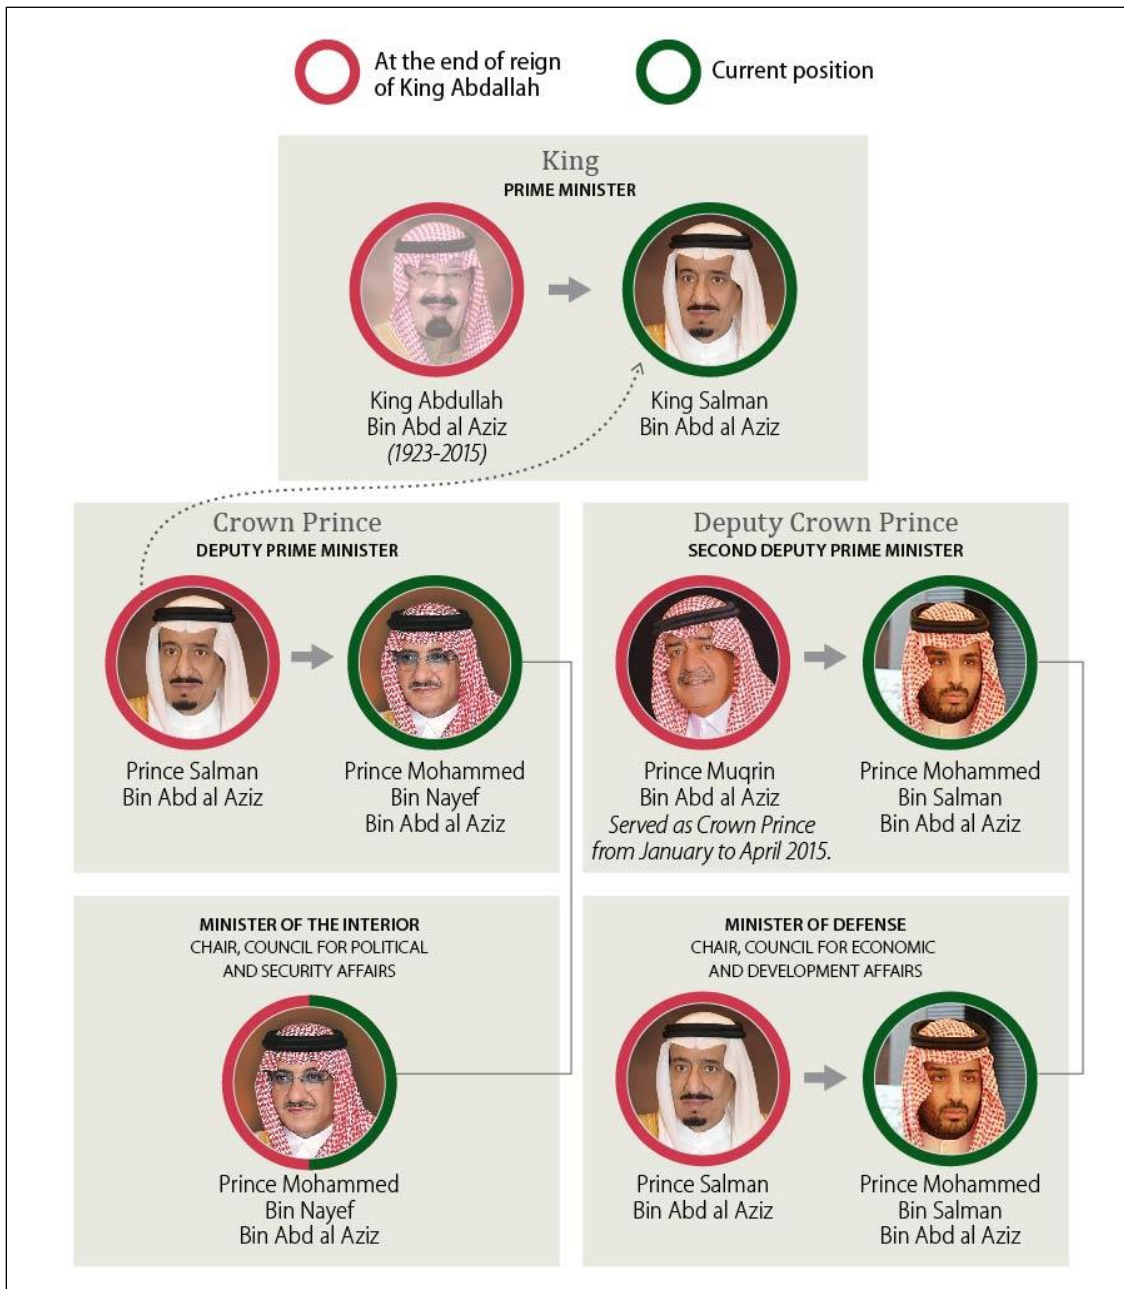 At the end of reign
of King Abdallah
Current position
King
PRIME MINISTER
King Abdullah
Bin Abd al Aziz
(1923-2015)
King Salman
Bin Abd al Aziz
Crown Prince
DEPUTY PRIME MINISTER
Prince Salman
Bin Abd al Aziz
Prince Mohammed
Bin Nayef
Bin Abd al Aziz
Deputy Crown Prince
SECOND DEPUTY PRIME MINISTER
Prince Muqrin
Bin Abd al Aziz
Served as Crown Prince
from January to April 2015.
Prince Mohammed
Bin Salman
Bin Abd al Aziz
MINISTER OF THE INTERIOR
CHAIR, COUNCIL FOR POLITICAL
AND SECURITY AFFAIRS
Prince Mohammed
Bin Nayef
Bin Abd al Aziz
MINISTER OF DEFENSE
CHAIR, COUNCIL FOR ECONOMIC
AND DEVELOPMENT AFFAIRS
Prince Salman
Bin Abd al Aziz
Prince Mohammed
Bin Salman
Bin Abd al Aziz